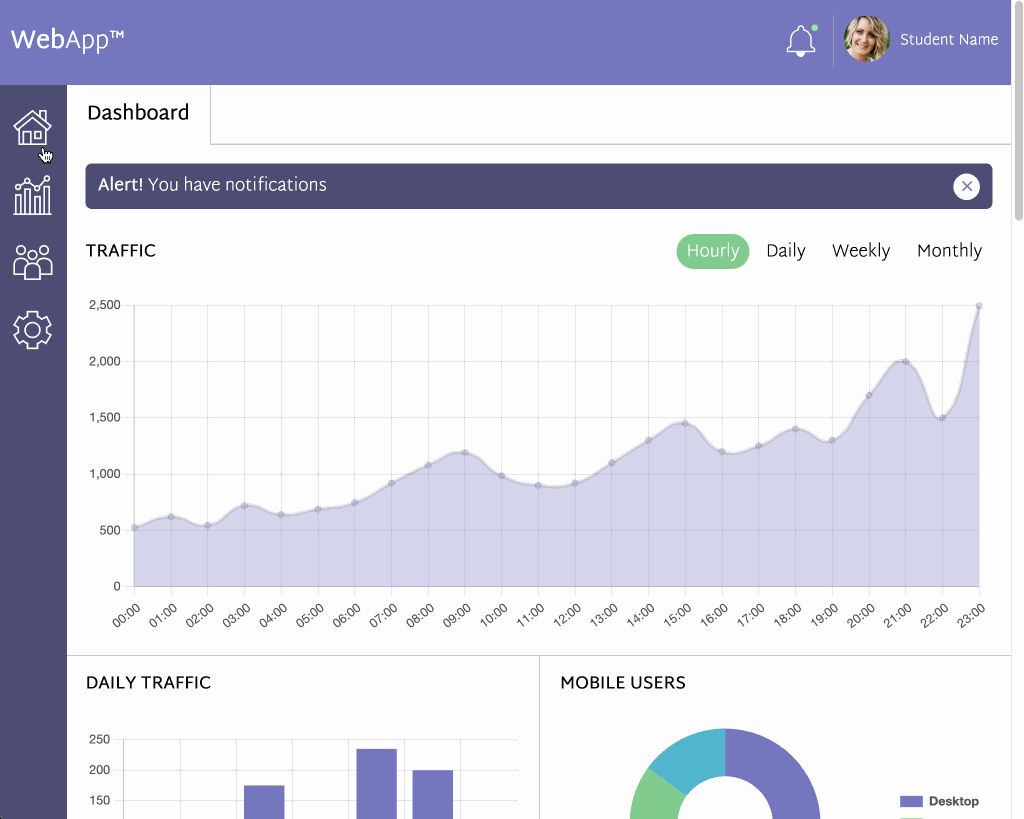 WebApp™
Student Name
Dashboard
Alert! You have notifications
TRAFFIC
Hourly Daily Weekly Monthly
2,500
2,000
1,500
1,000
500
0
00:00 01:00 02:00 03:00 04:00 05:00 06:00 07:00 08:00 09:00 10:00 11:00 12:00 13:00 14:00 15:00 16:00 17:00 18:00 19:00 20:00 21:00 22:00 23:00
DAILY TRAFFIC
250
200
150
MOBILE USERS
Desktop